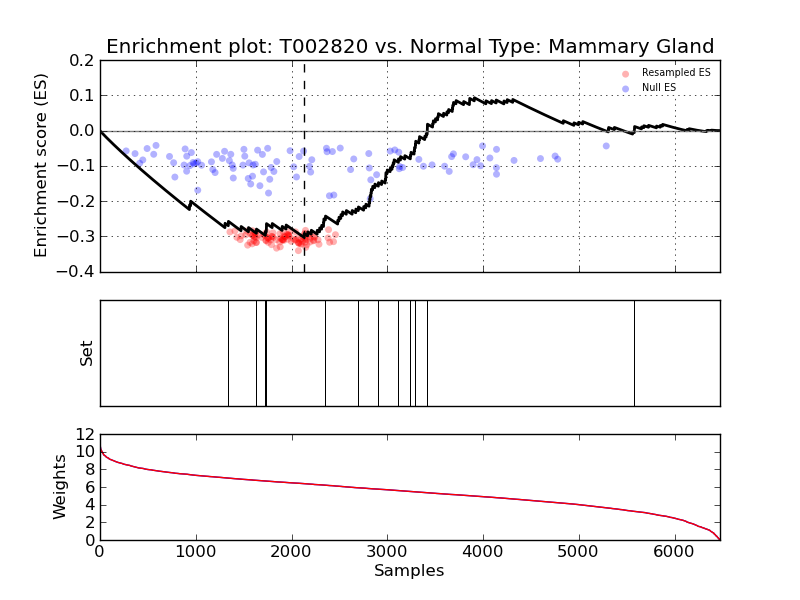 Enrichment plot: T002820 vs. Normal Type: Mammary Gland
Enrichment score (ES)
0.2
0.1
0.0
−0.1
−0.2
−0.3
−0.4
Resampled ES
Null ES
Set
Weights
12
10
8
6
4
2
0
0 1000 2000 3000 4000 5000 6000
Samples